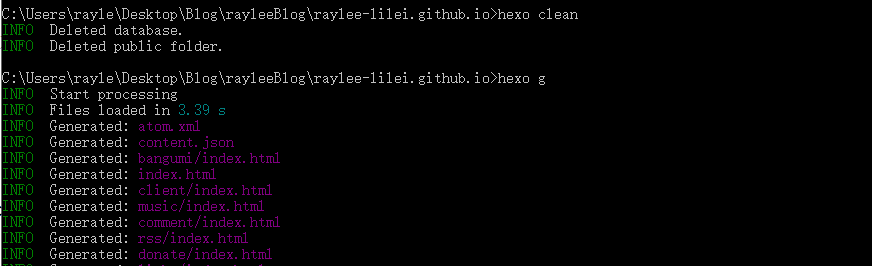 C:\Users\rayle\Desktop\Blog\rayleeBlog\raylee-lilei.github.io>hexo clean
INFO  Deleted database.
INFO  Deleted public folder.
C:\Users\rayle\Desktop\Blog\rayleeBlog\raylee-lilei.github.io>hexo g
INFO  Start processing
INFO  Files loaded in 3.39 s
INFO  Generated: atom.xml
INFO  Generated: content.json
INFO  Generated: bangumi/index.html
INFO  Generated: index.html
INFO  Generated: client/index.html
INFO  Generated: music/index.html
INFO  Generated: comment/index.html
INFO  Generated: rss/index.html
INFO  Generated: donate/index.html